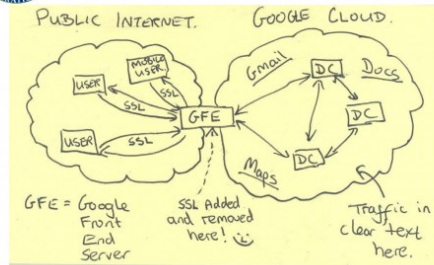 PUBLIC INTERNET.
GOOGLE CLOUD.
MOBILE
USER.
USER
SSL
SSL
USER
SSL
GFE
Gmail
DC
Docs
DC
Maps
DC
GFE = Google
Front
End
Server
SSL Added
and removed
here!
Traffic in
clear text
here.